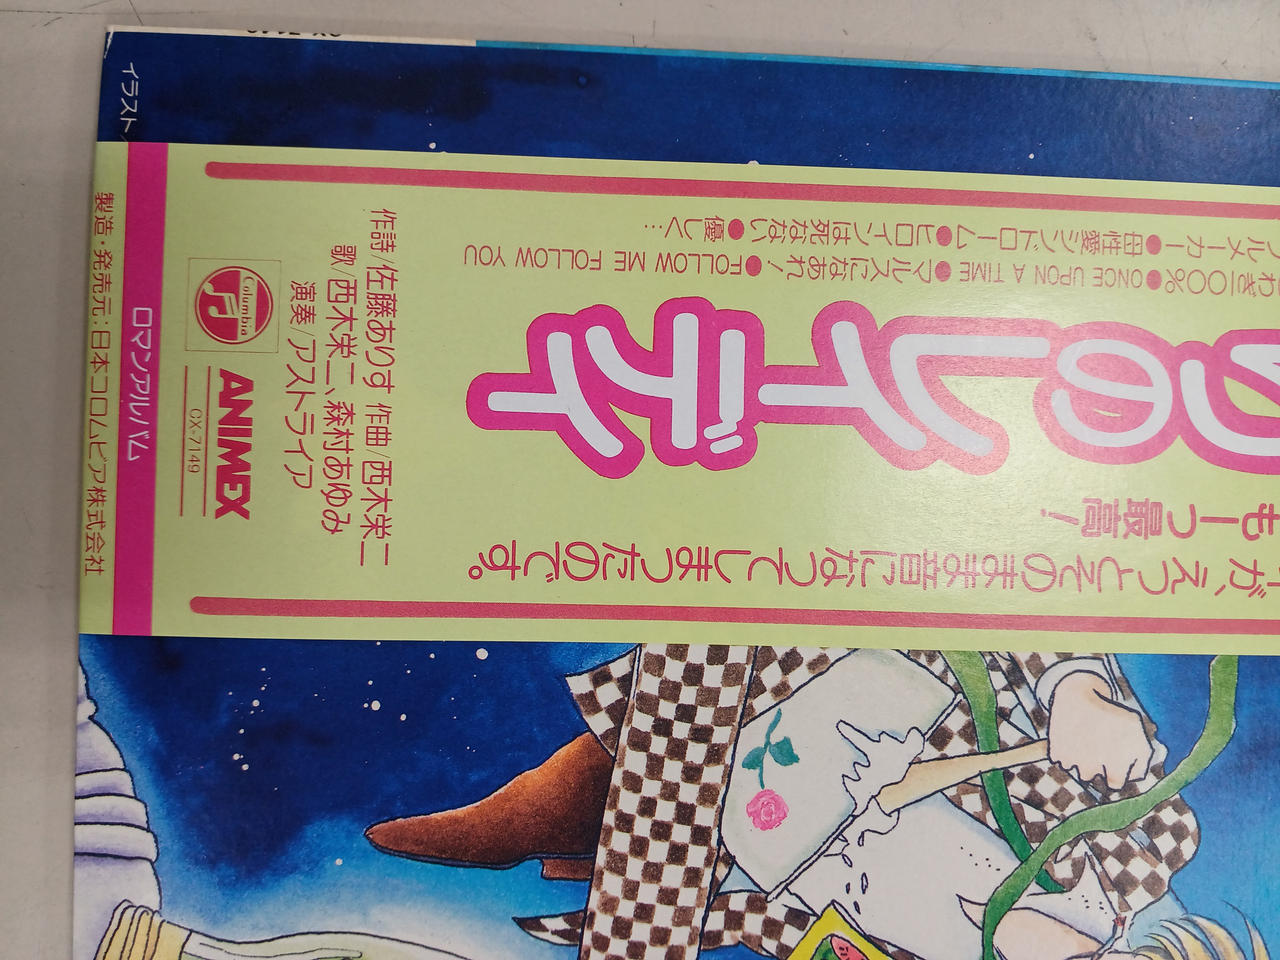 イラスト/
ルメーカー●母性愛シンドローム●ヒロインは死なない●優しく…
わぎ一〇〇%●ONCE UPON A TIME●マルスになあれ!●FOLLOW ME FOLLOW YOU
のレイディ
もーっ最高!
が、えっとそのまま音になってしまったのです。
作詩/佐藤ありす 作曲/西木栄二
歌/西木栄二、森村あゆみ
演奏/アストライア
Columbia
ANIMEX
CX-7149
ロマンアルバム
製造・発売元:日本コロムビア株式会社